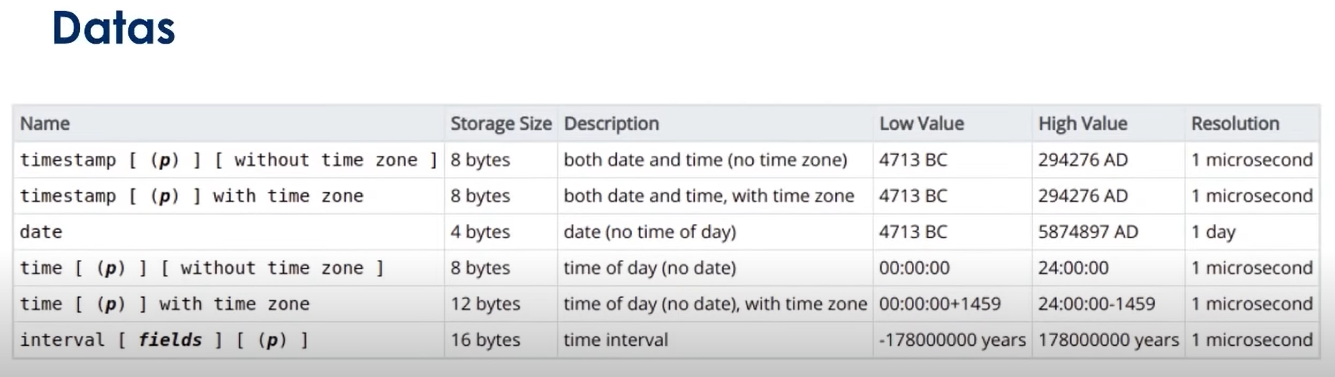 Datas
Name Storage Size Description Low Value High Value Resolution
timestamp [ (p) ] [ without time zone ] 8 bytes both date and time (no time zone) 4713 BC 294276 AD 1 microsecond
timestamp [ (p) ] with time zone 8 bytes both date and time, with time zone 4713 BC 294276 AD 1 microsecond
date 4 bytes date (no time of day) 4713 BC 5874897 AD 1 day
time [ (p) ] [ without time zone ] 8 bytes time of day (no date) 00:00:00 24:00:00 1 microsecond
time [ (p) ] with time zone 12 bytes time of day (no date), with time zone 00:00:00+1459 24:00:00-1459 1 microsecond
interval [ fields ] [ (p) ] 16 bytes time interval -178000000 years 178000000 years 1 microsecond